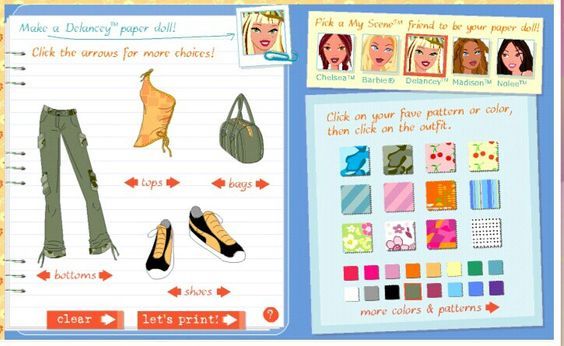 Make a Delancey™ paper doll!
Click the arrows for more choices!
tops
bags
bottoms
shoes
clear
let's print!
?
Pick a My Scene™ friend to be your paper doll!
Chelsea™ Barbie® Delancey™ Madison™ Nolee™
Click on your fave pattern or color,
then click on the outfit.
more colors & patterns